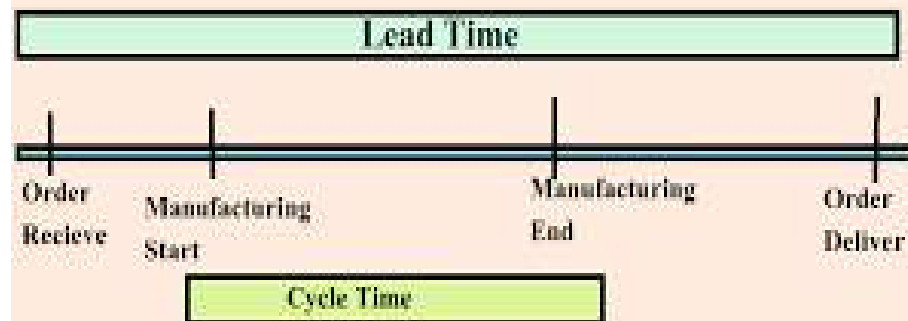 Lead Time
Order
Recieve
Manufacturing
Start
Manufacturing
End
Order
Deliver
Cycle Time